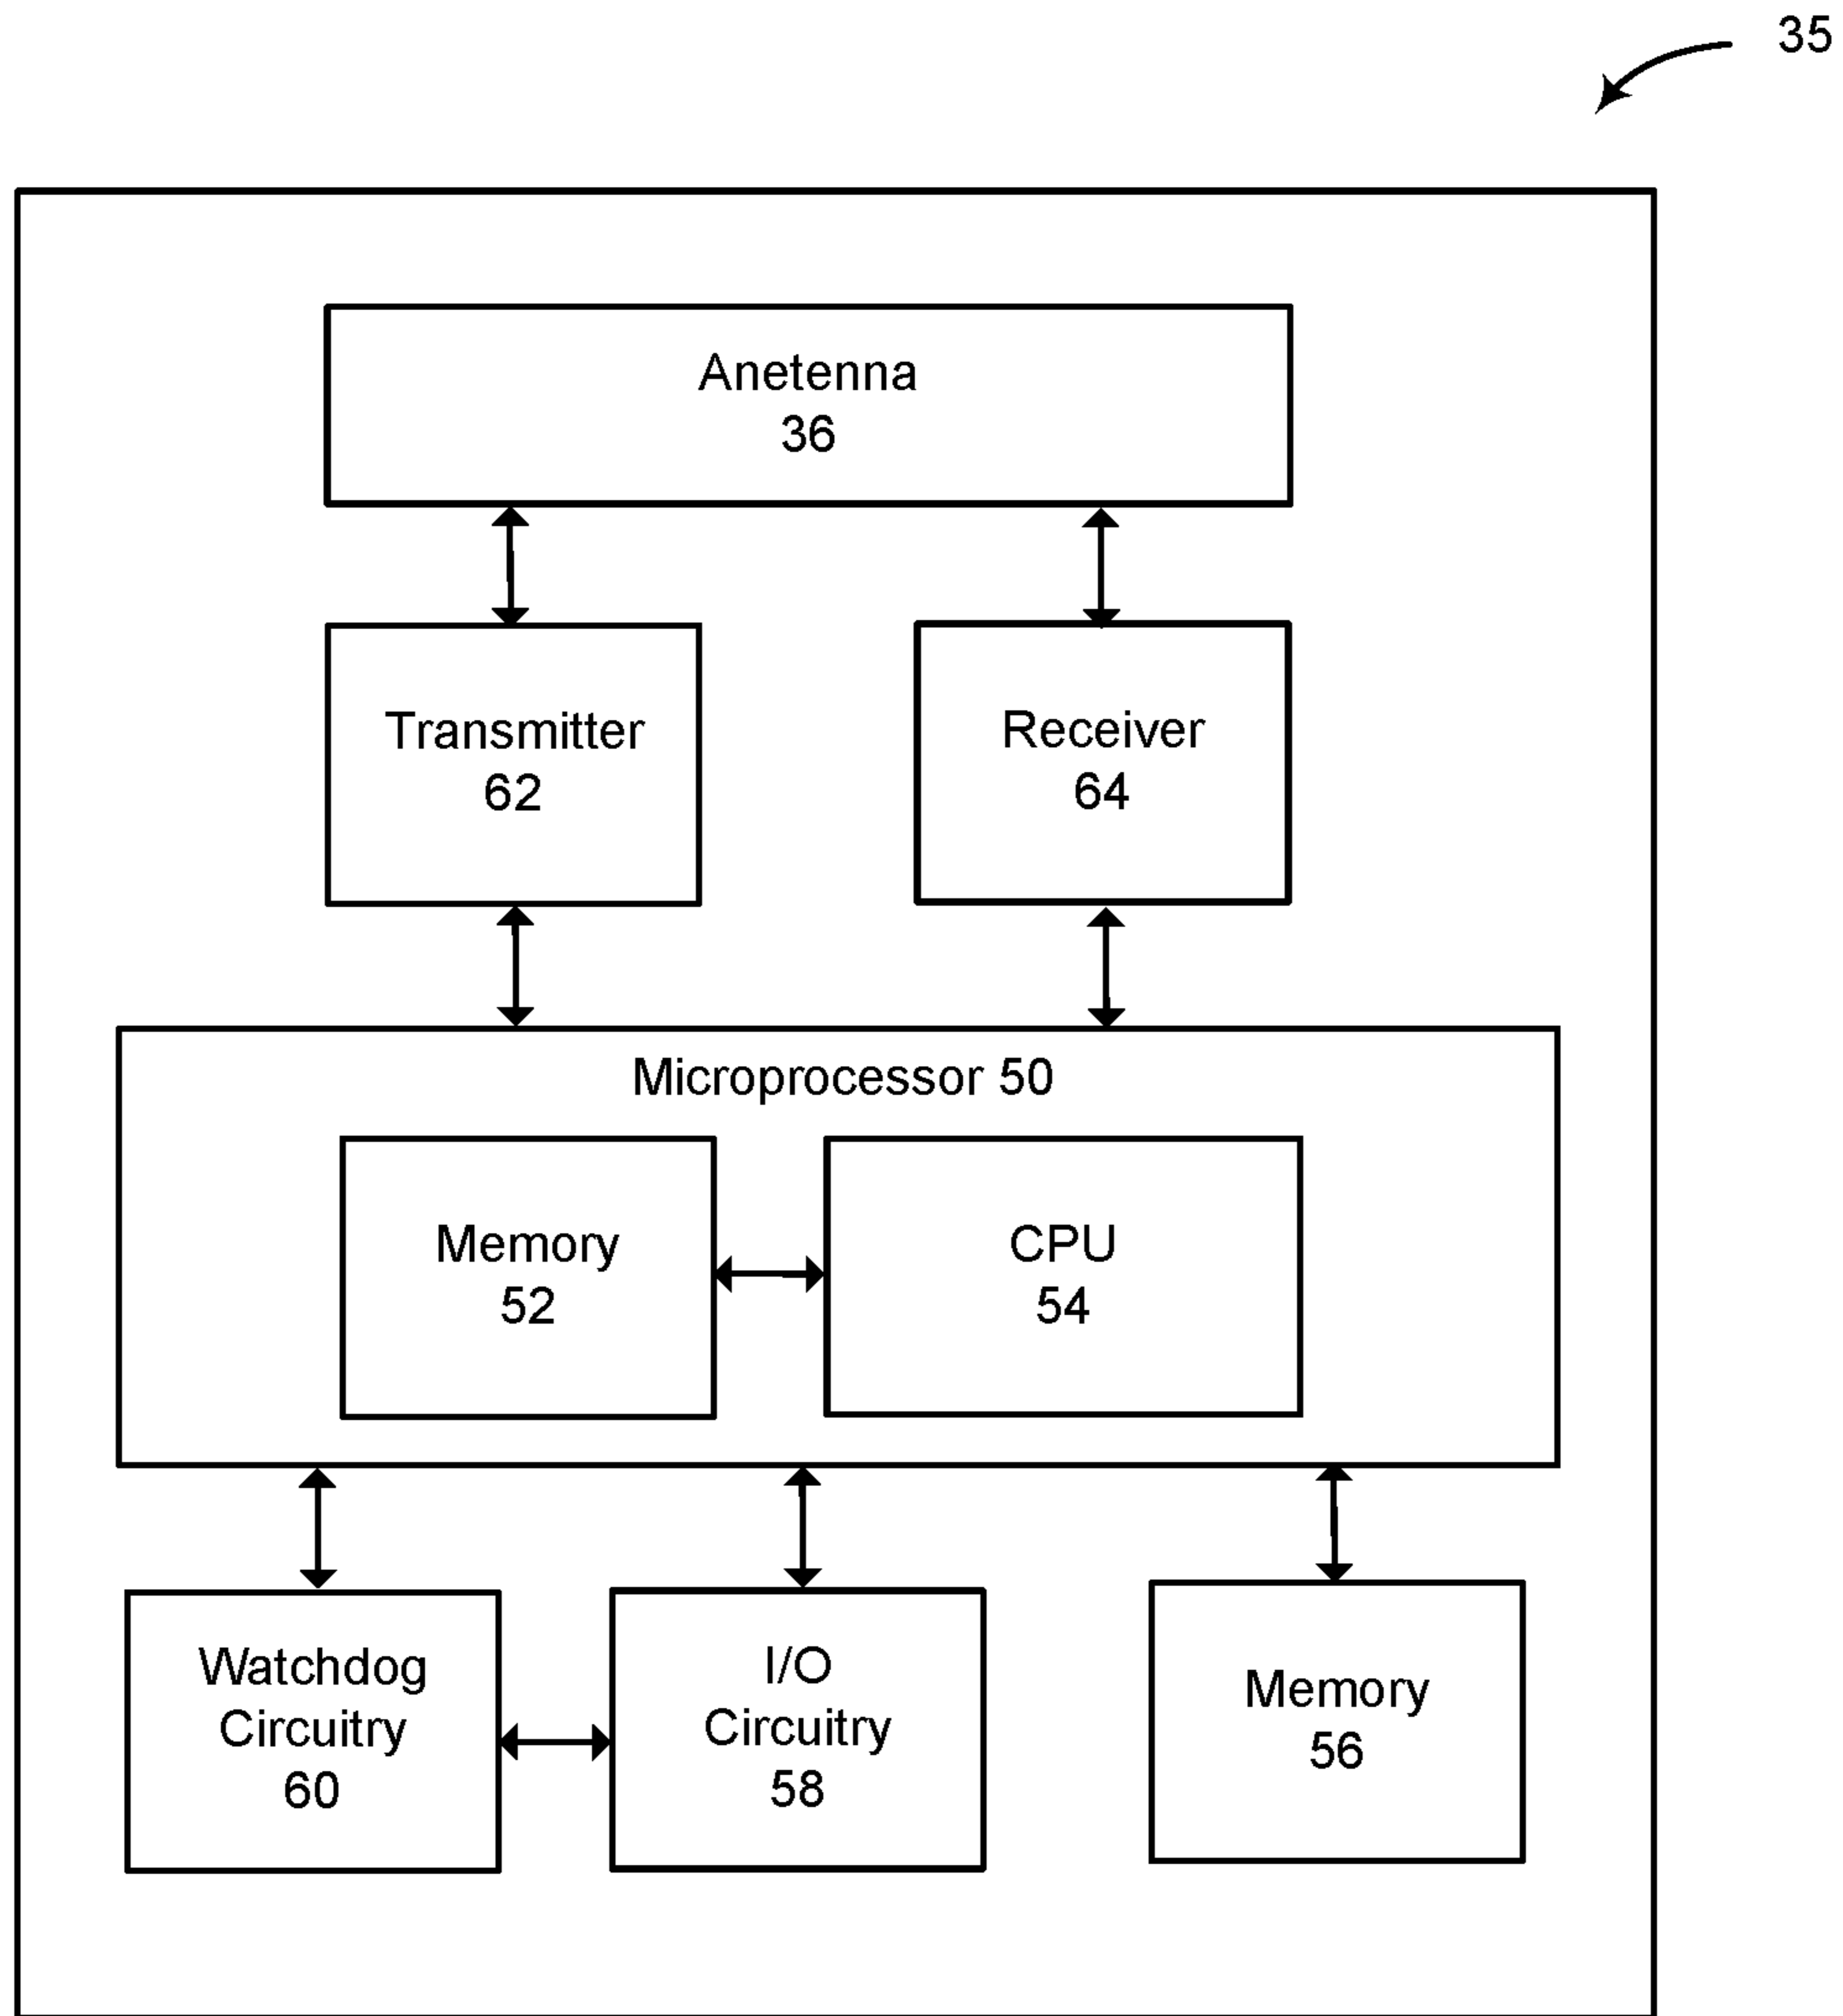 35
Anetenna
36
Transmitter
62
Receiver
64
Microprocessor 50
Memory
52
CPU
54
Watchdog
Circuitry
60
I/O
Circuitry
58
Memory
56